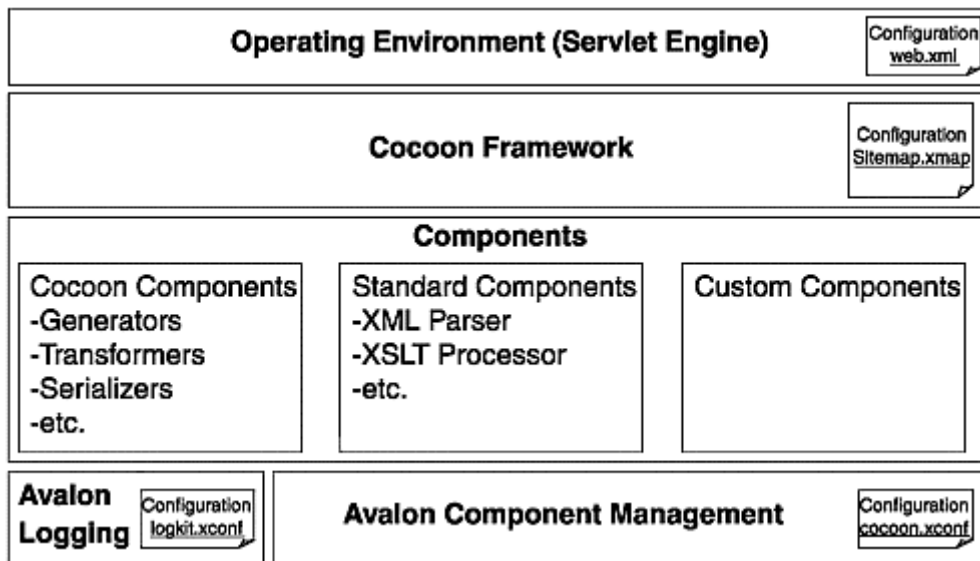 Operating Environment (Servlet Engine)
Configuration
web.xml
Cocoon Framework
Configuration
Sitemap.xmap
Components
Cocoon Components
-Generators
-Transformers
-Serializers
-etc.
Standard Components
-XML Parser
-XSLT Processor
-etc.
Custom Components
Avalon
Logging
Configuration
logkit.xconf
Avalon Component Management
Configuration
cocoon.xconf